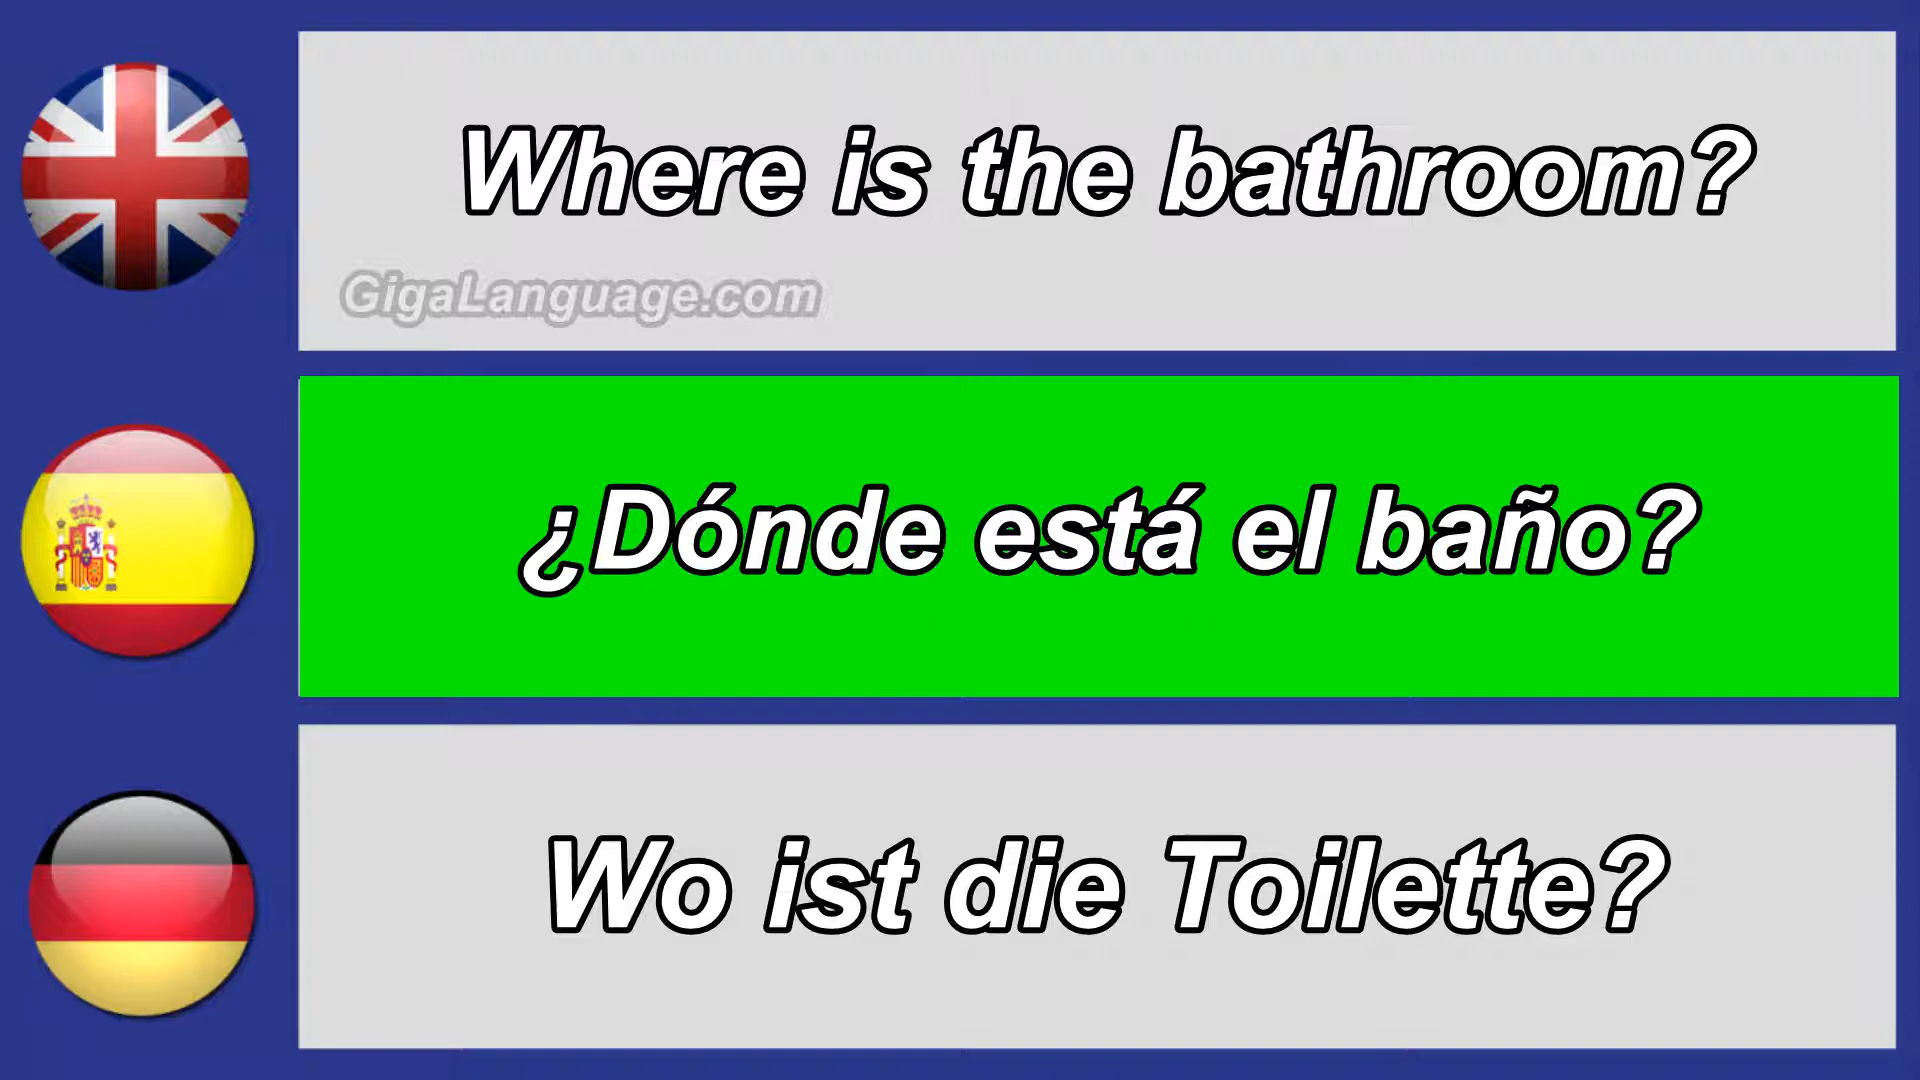 Where is the bathroom?
GigaLanguage.com
¿Dónde está el baño?
Wo ist die Toilette?